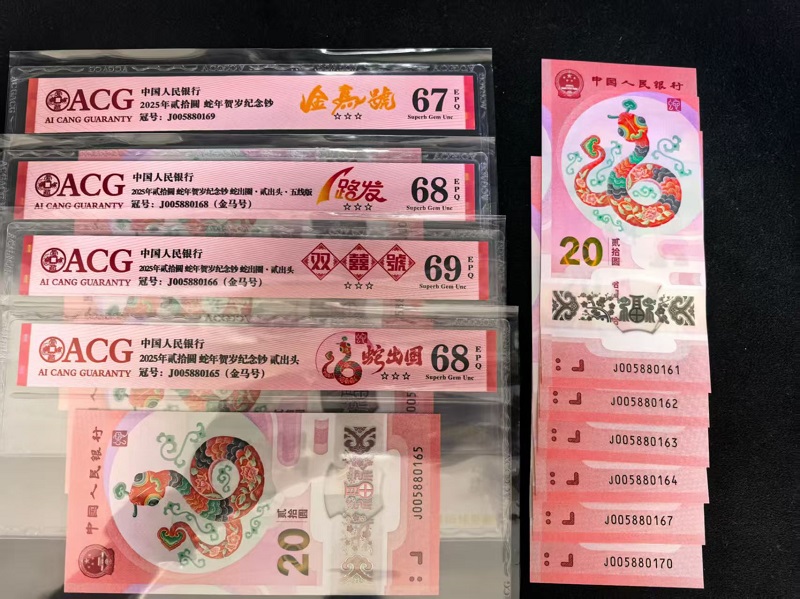 ACG
AI CANG GUARANTY
中国人民银行
2025年贰拾圆 蛇年贺岁纪念钞
冠号：J005880169
金馬號
☆☆☆
67
EPQ
Superb Gem Unc
ACG
AI CANG GUARANTY
中国人民银行
2025年贰拾圆 蛇年贺岁纪念钞 蛇出圈·贰出头·五线版
冠号：J005880168（金马号）
1路发
☆☆☆
68
EPQ
Superb Gem Unc
ACG
AI CANG GUARANTY
中国人民银行
2025年贰拾圆 蛇年贺岁纪念钞 蛇出圈·贰出头
冠号：J005880166（金马号）
双囍號
☆☆☆
69
EPQ
Superb Gem Unc
ACG
AI CANG GUARANTY
中国人民银行
2025年贰拾圆 蛇年贺岁纪念钞 贰出头
冠号：J005880165（金马号）
蛇出圈
☆☆☆
68
EPQ
Superb Gem Unc
中国人民银行
贰拾圆
20
J005880165
中国人民银行
20
贰拾圆
J005880161
J005880162
J005880163
J005880164
J005880167
J005880170